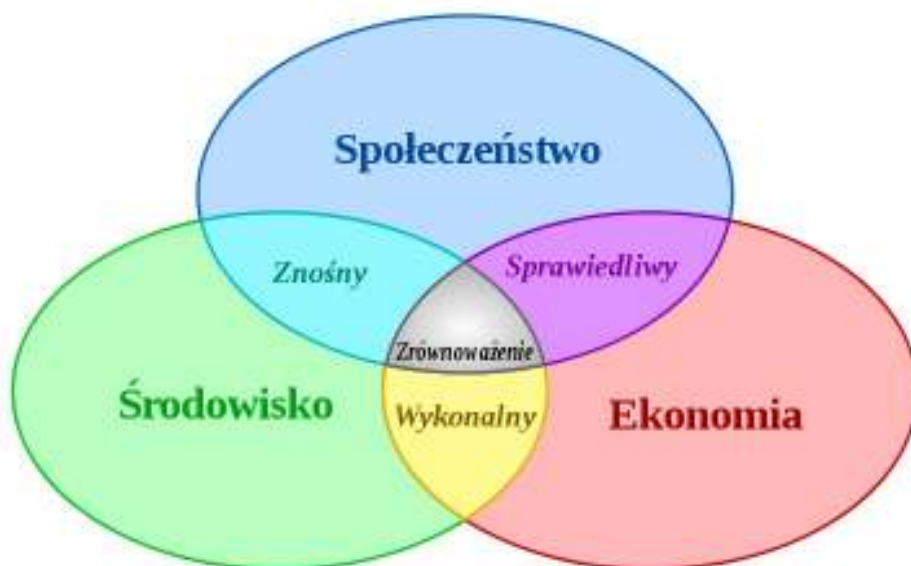 Społeczeństwo
Znośny
Sprawiedliwy
Zrównoważenie
Środowisko
Wykonalny
Ekonomia